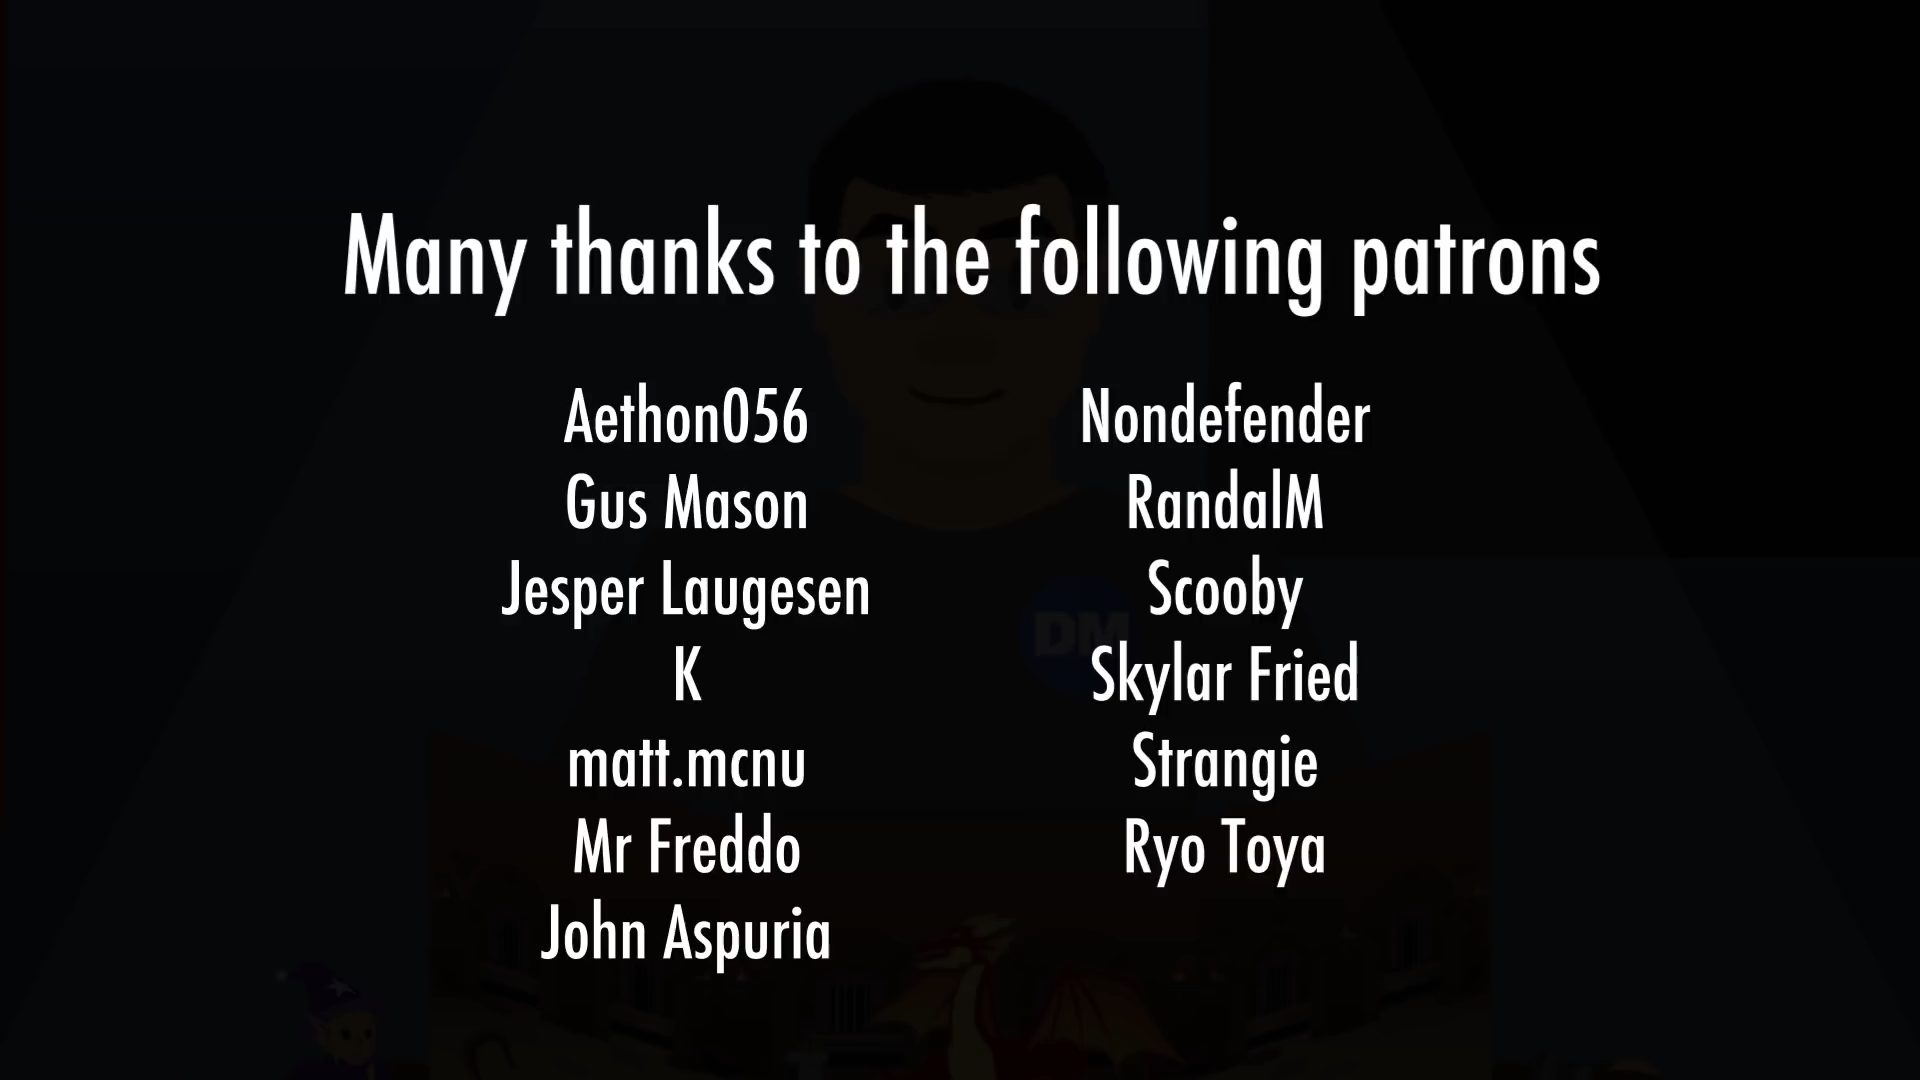 Many thanks to the following patrons
Aethon056
Gus Mason
Jesper Laugesen
K
matt.mcnu
Mr Freddo
John Aspuria
Nondefender
RandalM
Scooby
Skylar Fried
Strangie
Ryo Toya
DM